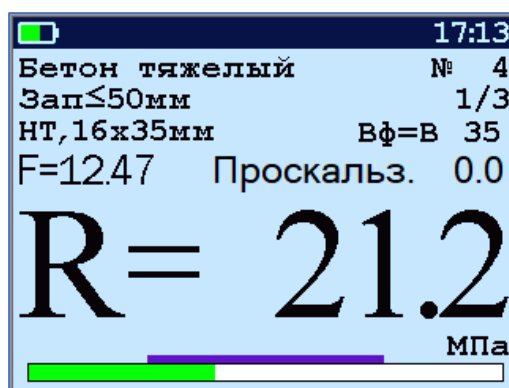 17:13
Бетон тяжелый № 4
Зап≤50мм 1/3
НТ,16х35мм Вф=В 35
F=12.47 Проскальз. 0.0
R= 21.2
МПа